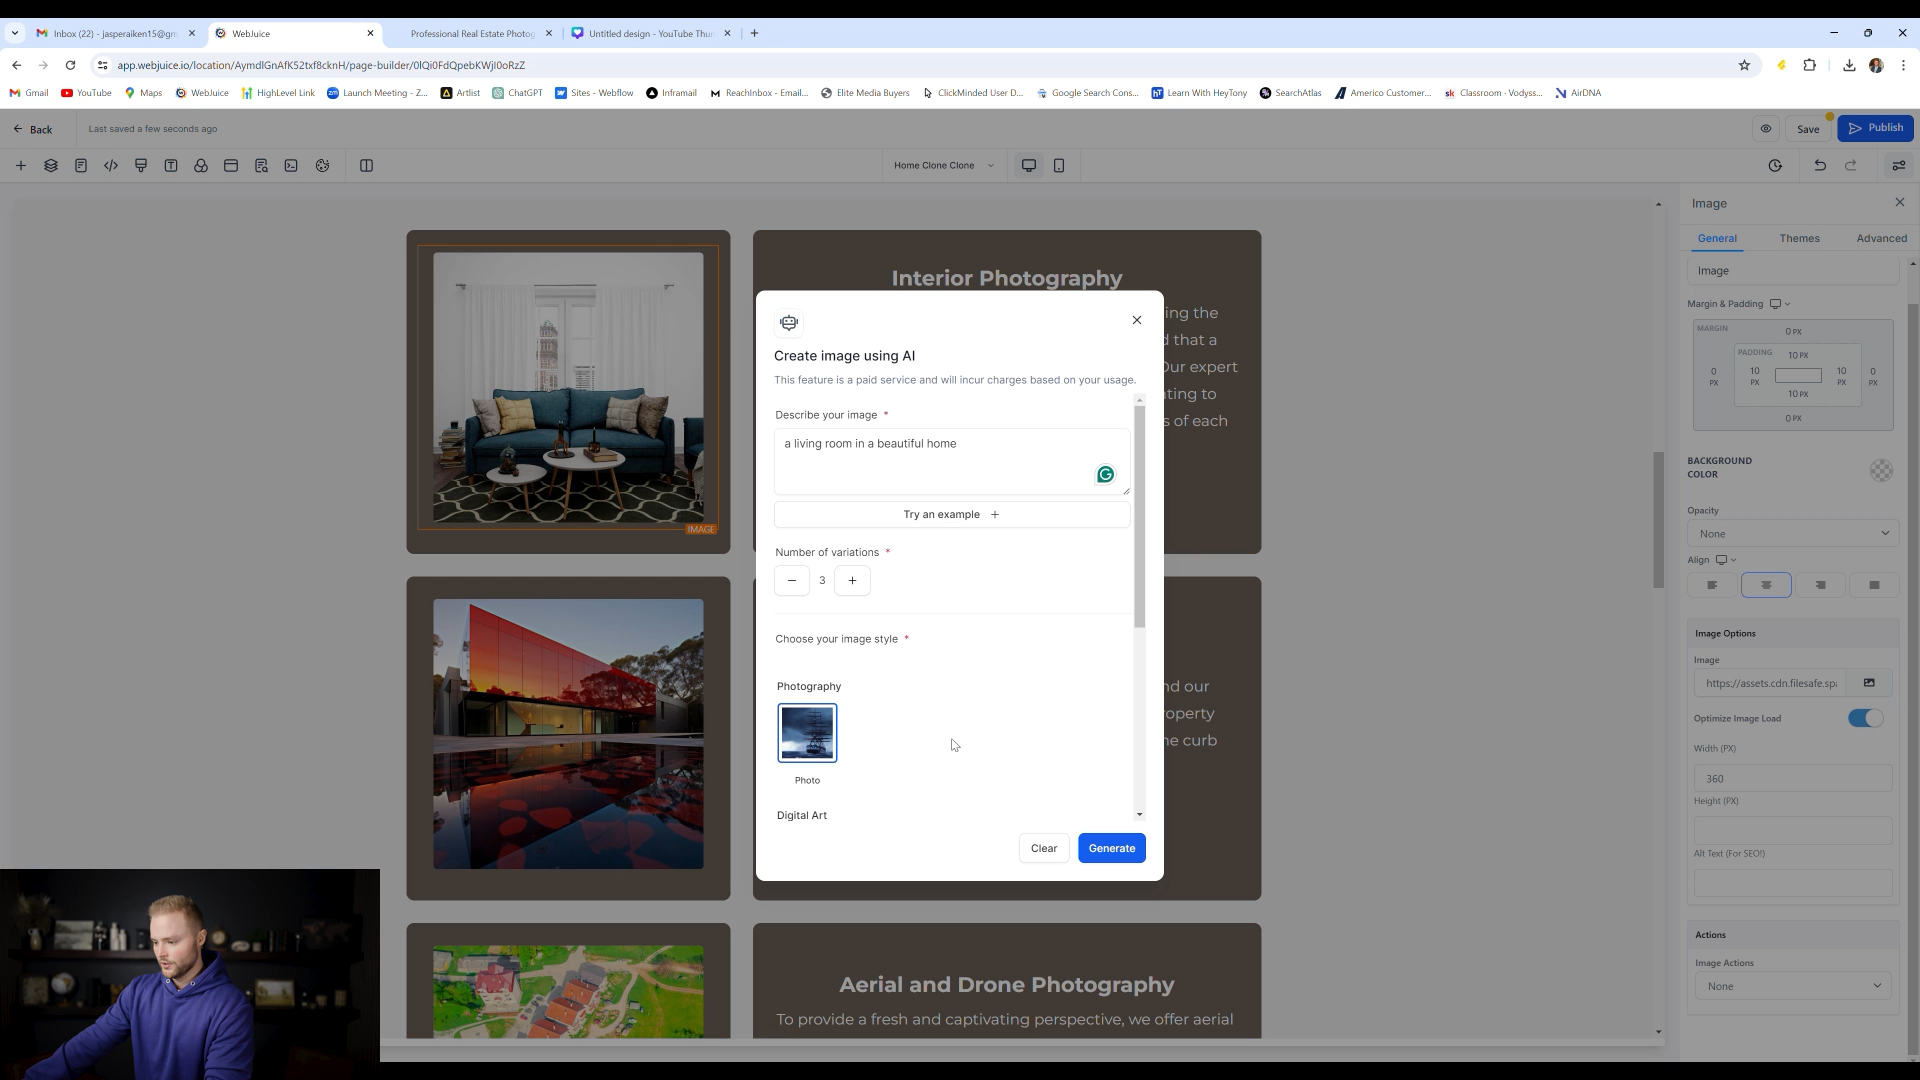 Inbox (22) - jasperaiken15@gm
WebJuice
Professional Real Estate Photog
Untitled design - YouTube Thu
app.webjuice.io/location/AymdlGnAfK52txf8cknH/page-builder/0lQi0FdQpebKWjl0oRzZ
Gmail
YouTube
Maps
WebJuice
HighLevel Link
Launch Meeting - Z...
Artlist
ChatGPT
Sites - Webflow
Inframail
ReachInbox - Email...
Elite Media Buyers
ClickMinded User D...
Google Search Cons...
Learn With HeyTony
SearchAtlas
Americo Customer...
Classroom - Vodyss...
AirDNA
Back
Last saved a few seconds ago
Save
Publish
Home Clone Clone
Interior Photography
ing the
d that a
Our expert
ting to
s of each
IMAGE
Create image using AI
This feature is a paid service and will incur charges based on your usage.
Describe your image *
a living room in a beautiful home
Try an example +
Number of variations *
3
Choose your image style *
Photography
Photo
Digital Art
Clear
Generate
nd our
roperty
he curb
Aerial and Drone Photography
To provide a fresh and captivating perspective, we offer aerial
Image
General
Themes
Advanced
Image
Margin & Padding
MARGIN
0 PX
PADDING
10 PX
0 PX
10 PX
10 PX
0 PX
10 PX
0 PX
BACKGROUND COLOR
Opacity
None
Align
Image Options
Image
https://assets.cdn.filesafe.sp
Optimize Image Load
Width (PX)
360
Height (PX)
Alt Text (For SEO!)
Actions
Image Actions
None